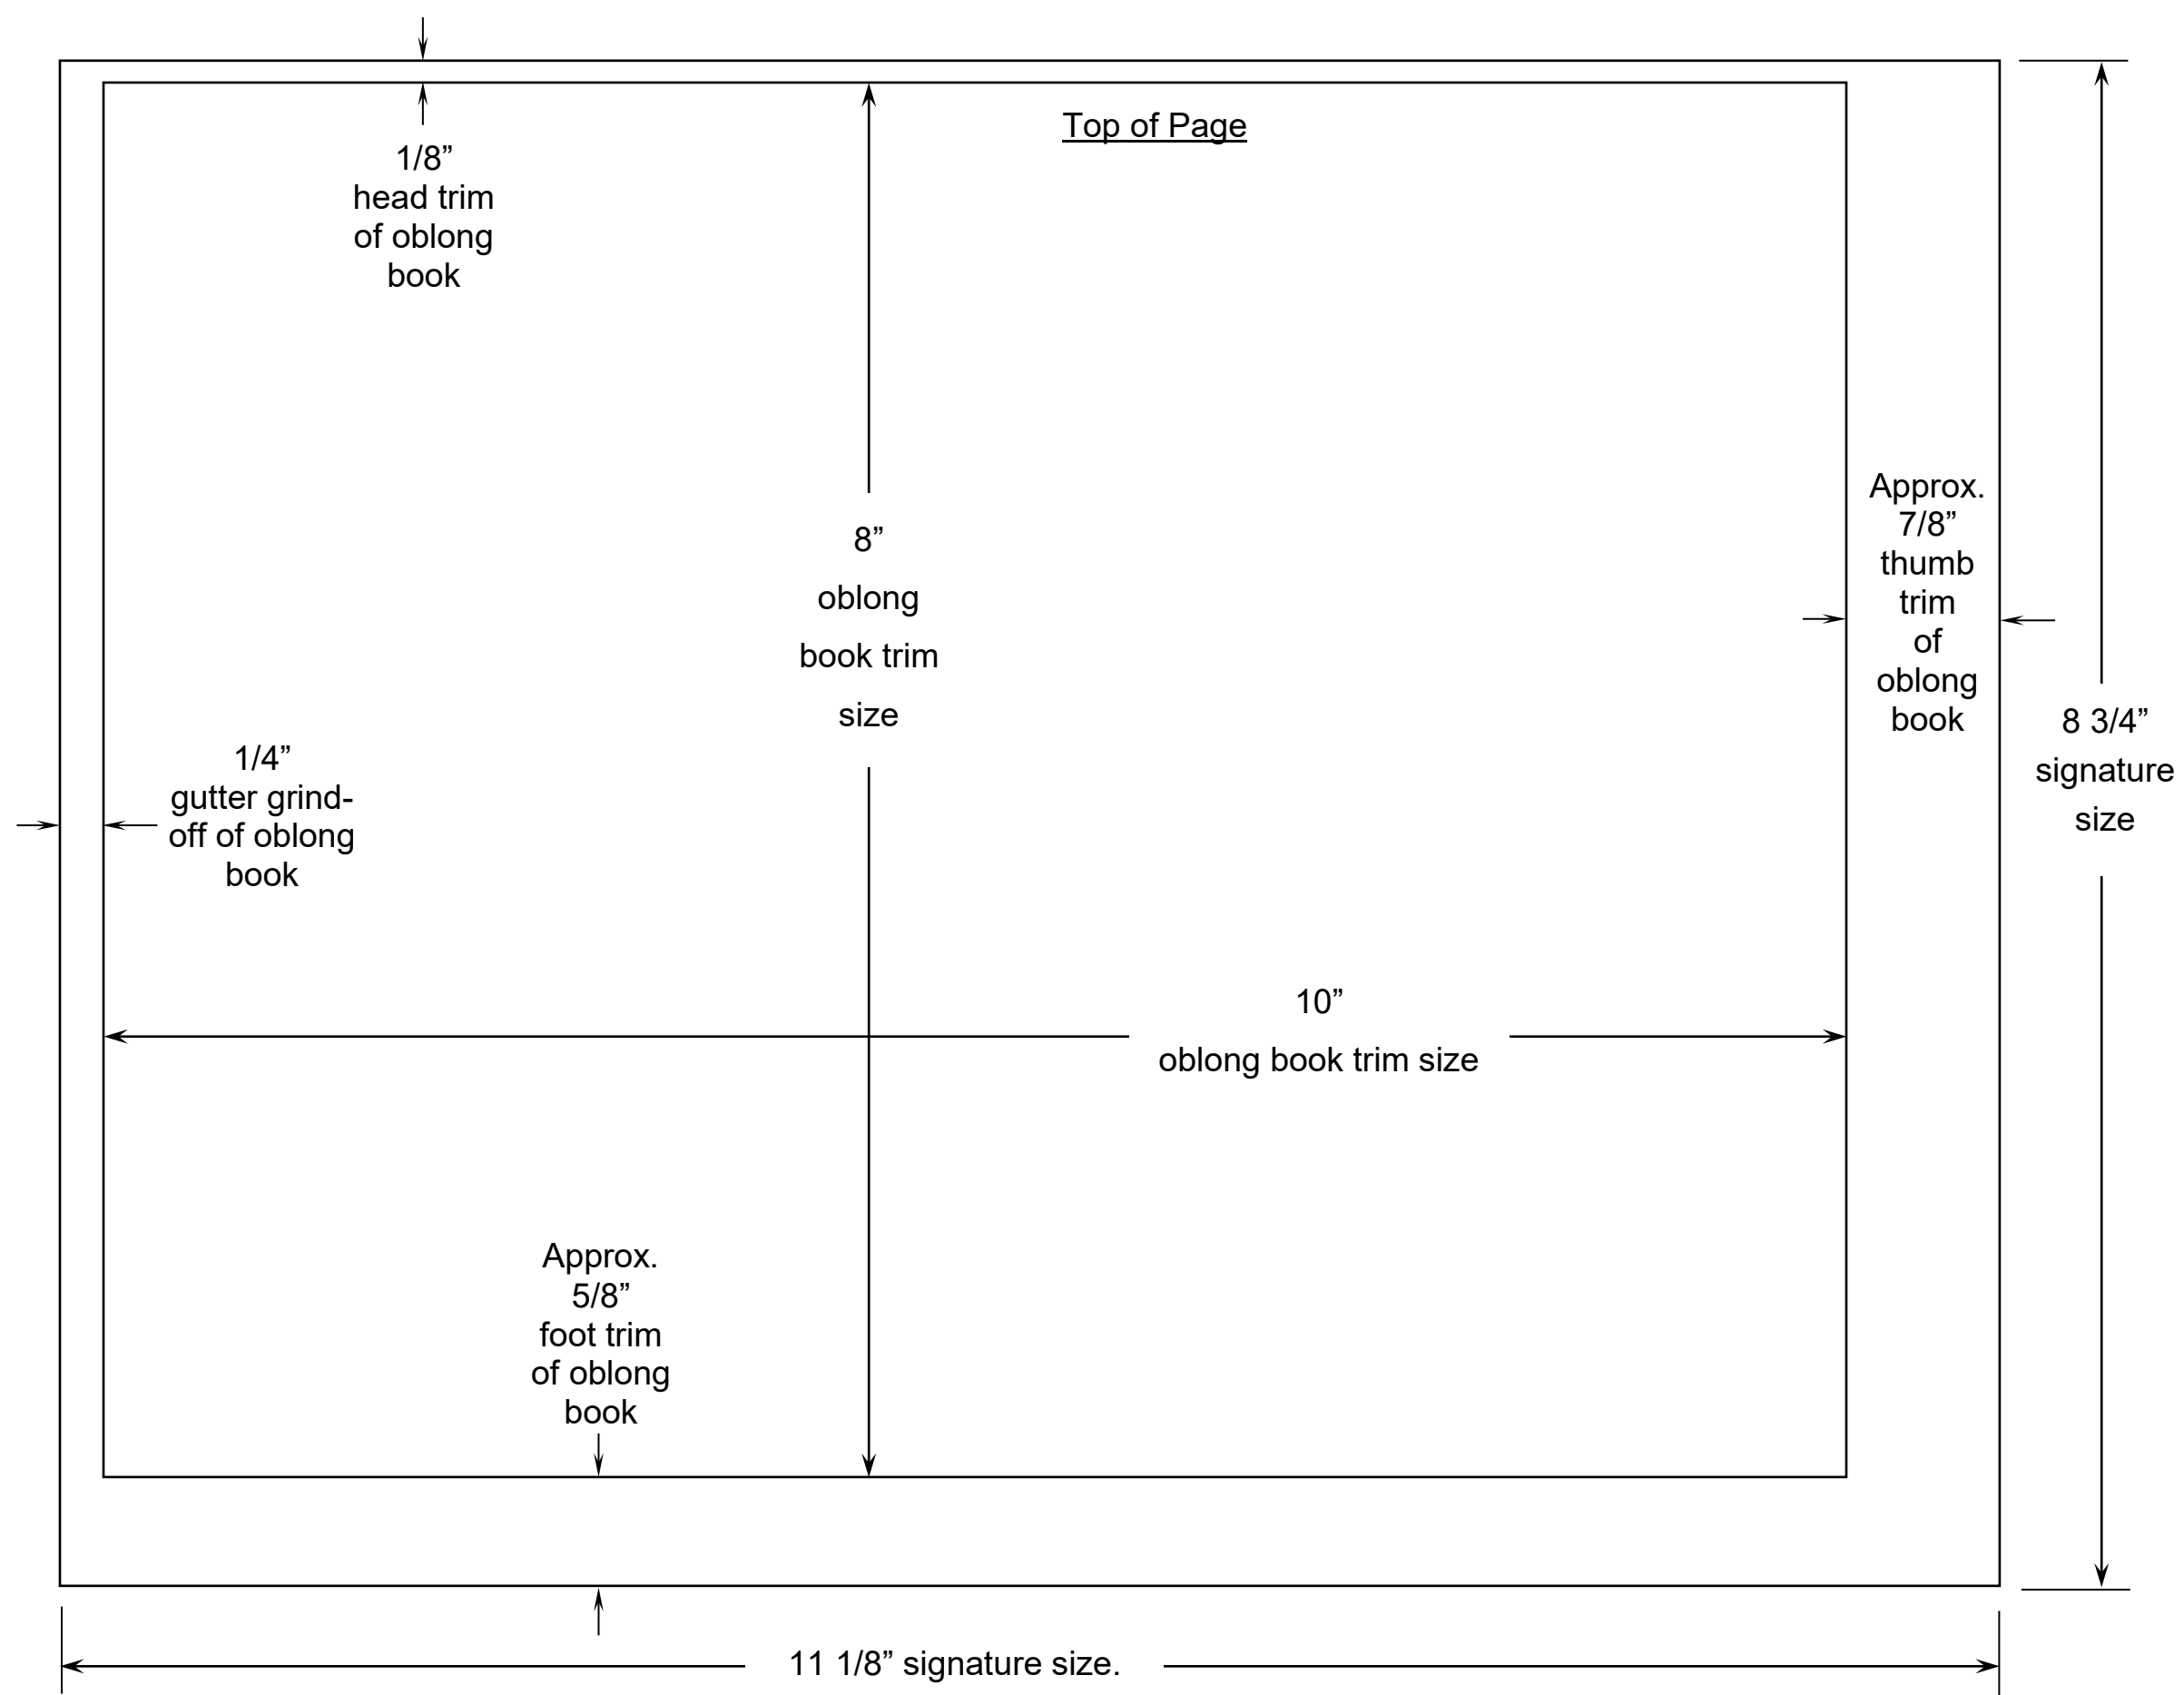 Top of Page
1/8”
head trim
of oblong
book
8”
oblong
book trim
size
Approx.
7/8”
thumb
trim
of
oblong
book
8 3/4”
signature
size
1/4”
gutter grind-
off of oblong
book
10”
oblong book trim size
Approx.
5/8”
foot trim
of oblong
book
11 1/8” signature size.